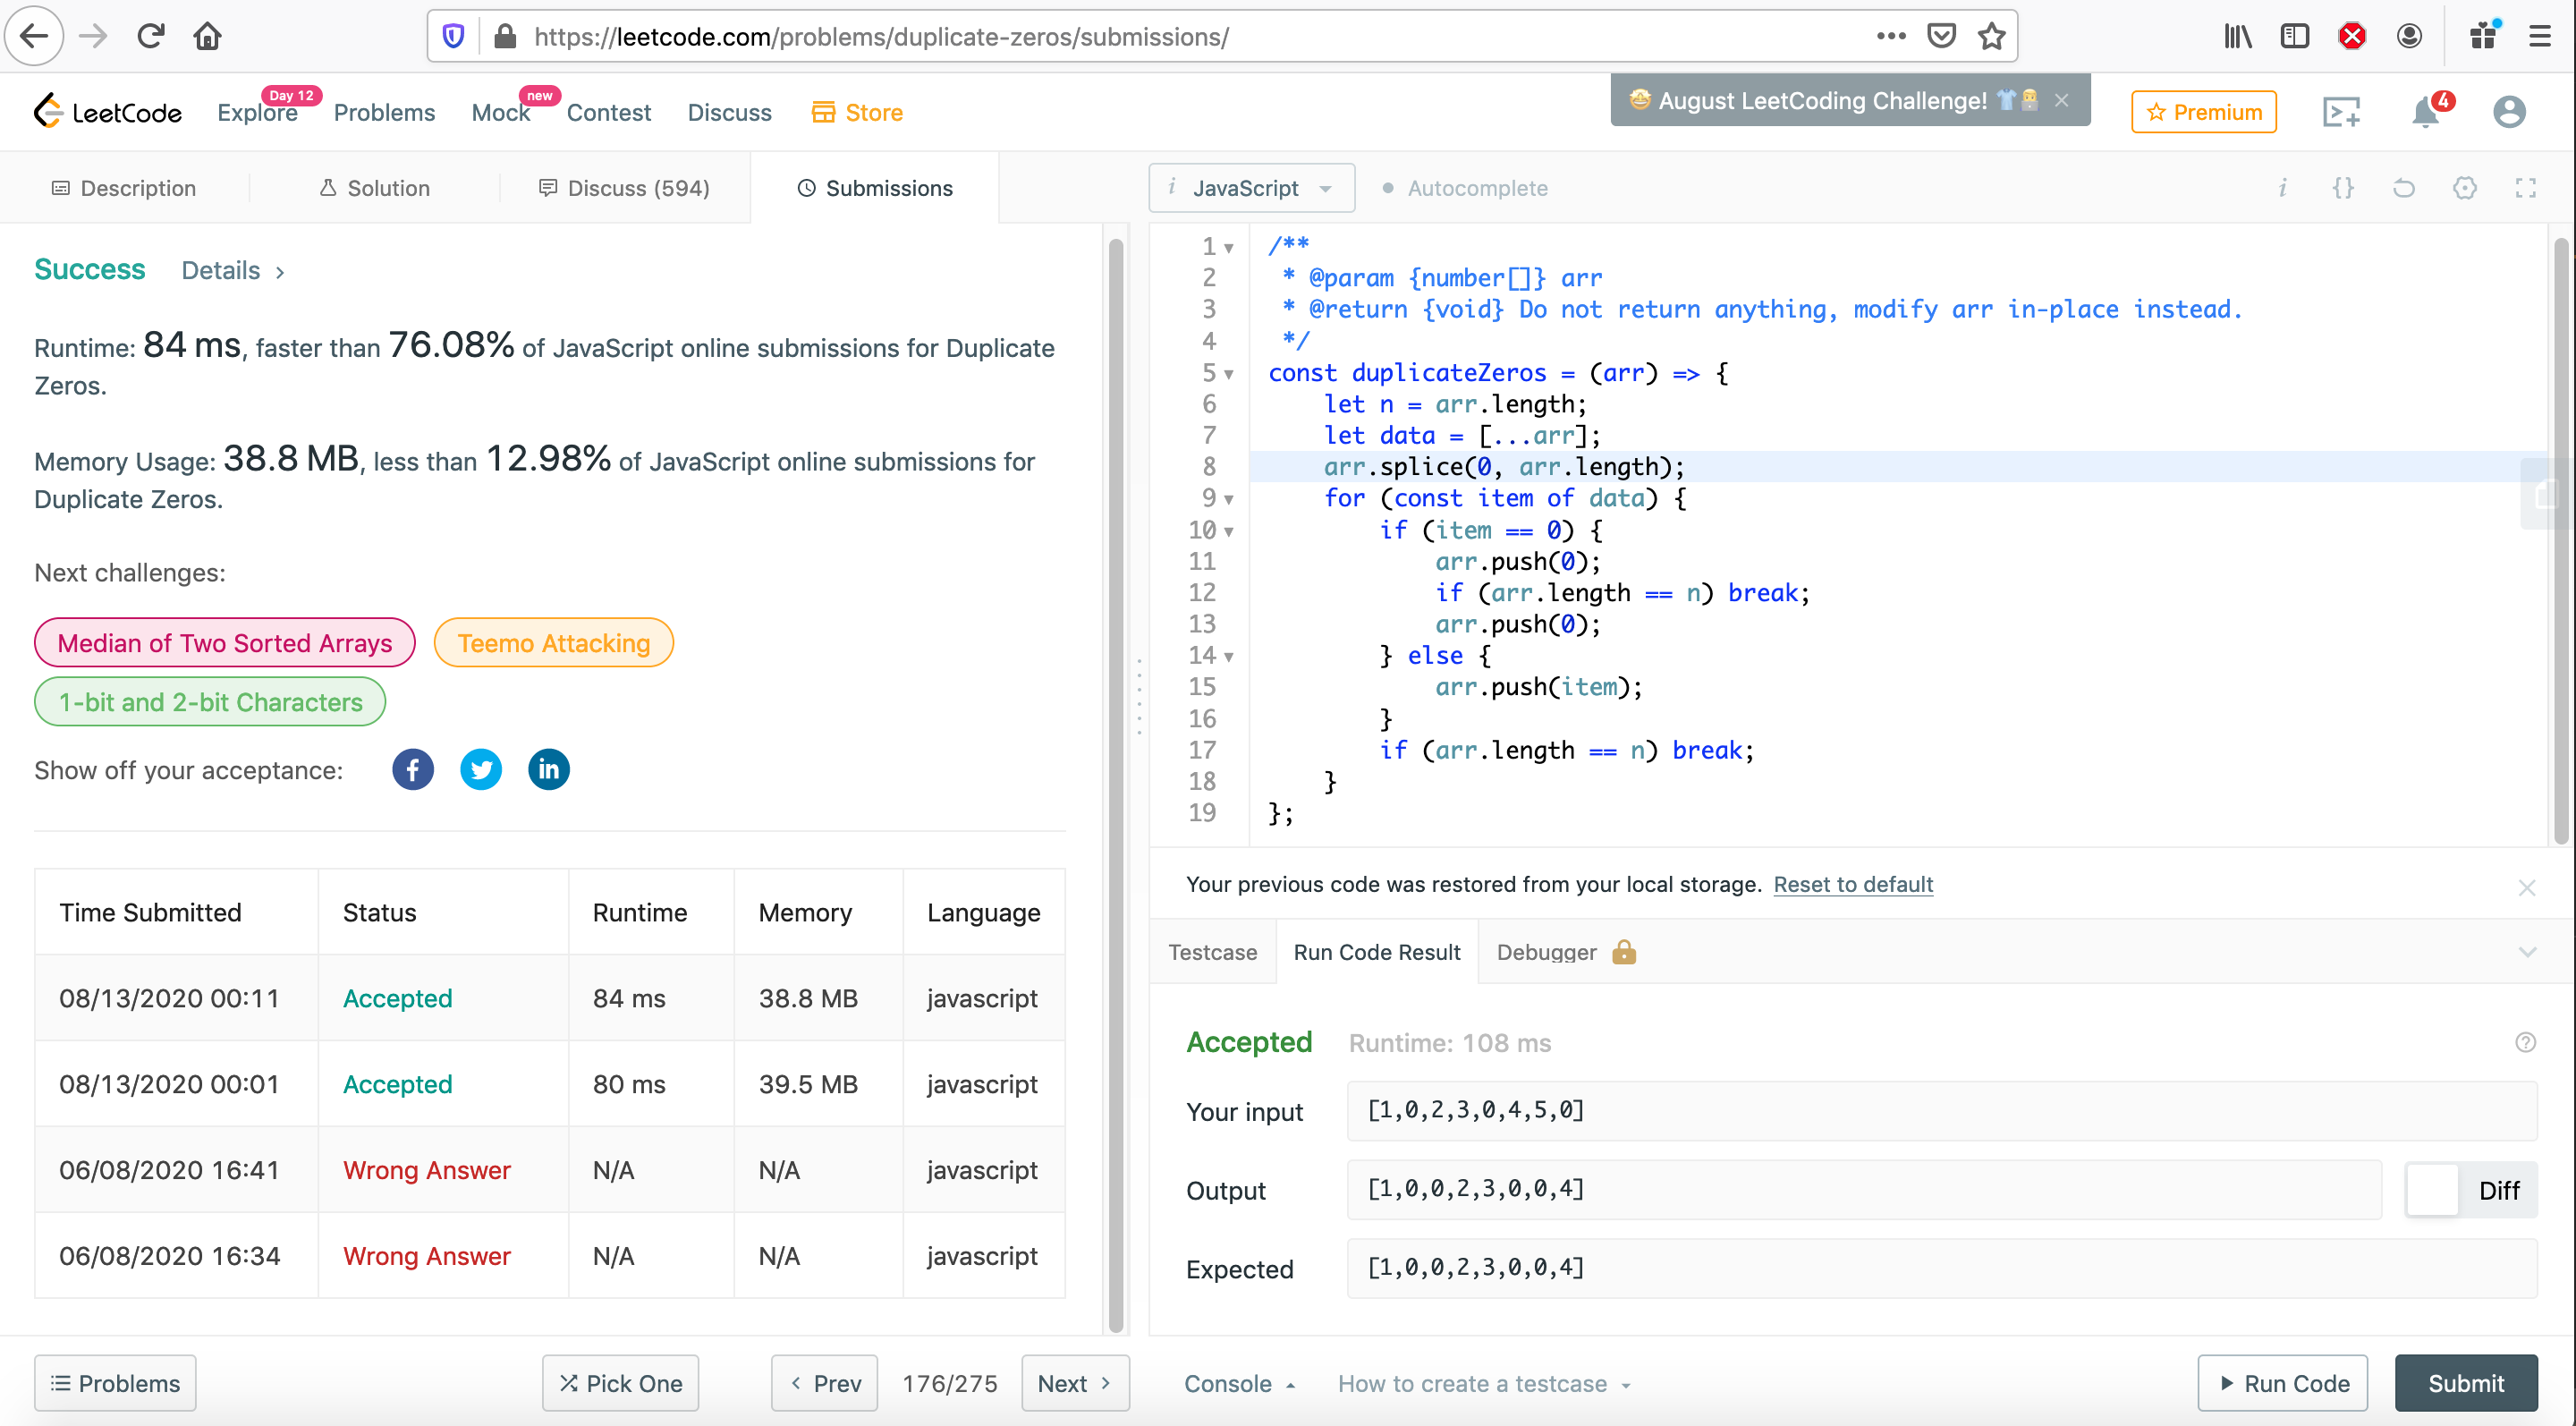 https://leetcode.com/problems/duplicate-zeros/submissions/
LeetCode
Explore
Day 12
Problems
Mock
new
Contest
Discuss
Store
August LeetCoding Challenge!
Premium
4
Description
Solution
Discuss (594)
Submissions
i JavaScript
Autocomplete
i {}
Success Details >
Runtime: 84 ms, faster than 76.08% of JavaScript online submissions for Duplicate
Zeros.
Memory Usage: 38.8 MB, less than 12.98% of JavaScript online submissions for
Duplicate Zeros.
Next challenges:
Median of Two Sorted Arrays
Teemo Attacking
1-bit and 2-bit Characters
Show off your acceptance: f in
Time Submitted Status Runtime Memory Language
08/13/2020 00:11 Accepted 84 ms 38.8 MB javascript
08/13/2020 00:01 Accepted 80 ms 39.5 MB javascript
06/08/2020 16:41 Wrong Answer N/A N/A javascript
06/08/2020 16:34 Wrong Answer N/A N/A javascript
Problems
Pick One
< Prev
176/275
Next >
1 /**
2 * @param {number[]} arr
3 * @return {void} Do not return anything, modify arr in-place instead.
4 */
5 const duplicateZeros = (arr) => {
6 let n = arr.length;
7 let data = [...arr];
8 arr.splice(0, arr.length);
9 for (const item of data) {
10 if (item == 0) {
11 arr.push(0);
12 if (arr.length == n) break;
13 arr.push(0);
14 } else {
15 arr.push(item);
16 }
17 if (arr.length == n) break;
18 }
19 };
Your previous code was restored from your local storage. Reset to default
Testcase
Run Code Result
Debugger
Accepted Runtime: 108 ms
Your input [1,0,2,3,0,4,5,0]
Output [1,0,0,2,3,0,0,4]
Diff
Expected [1,0,0,2,3,0,0,4]
Console
How to create a testcase
Run Code
Submit